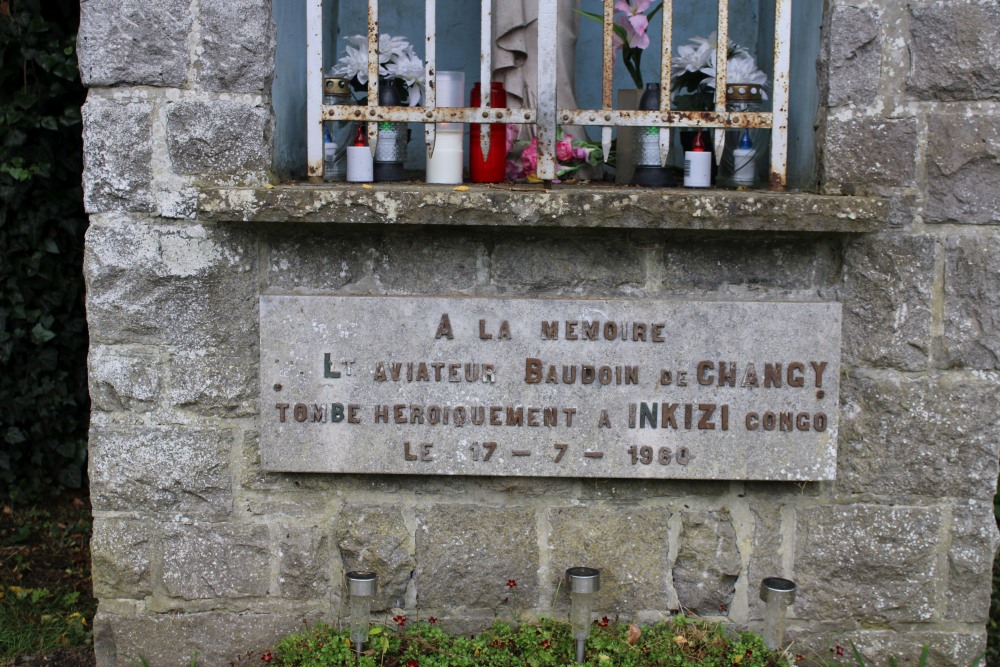 A LA MEMOIRE
LT AVIATEUR BAUDOIN DE CHANGY
TOMBE HEROIQUEMENT A INKIZI CONGO
LE 17 - 7 - 1960